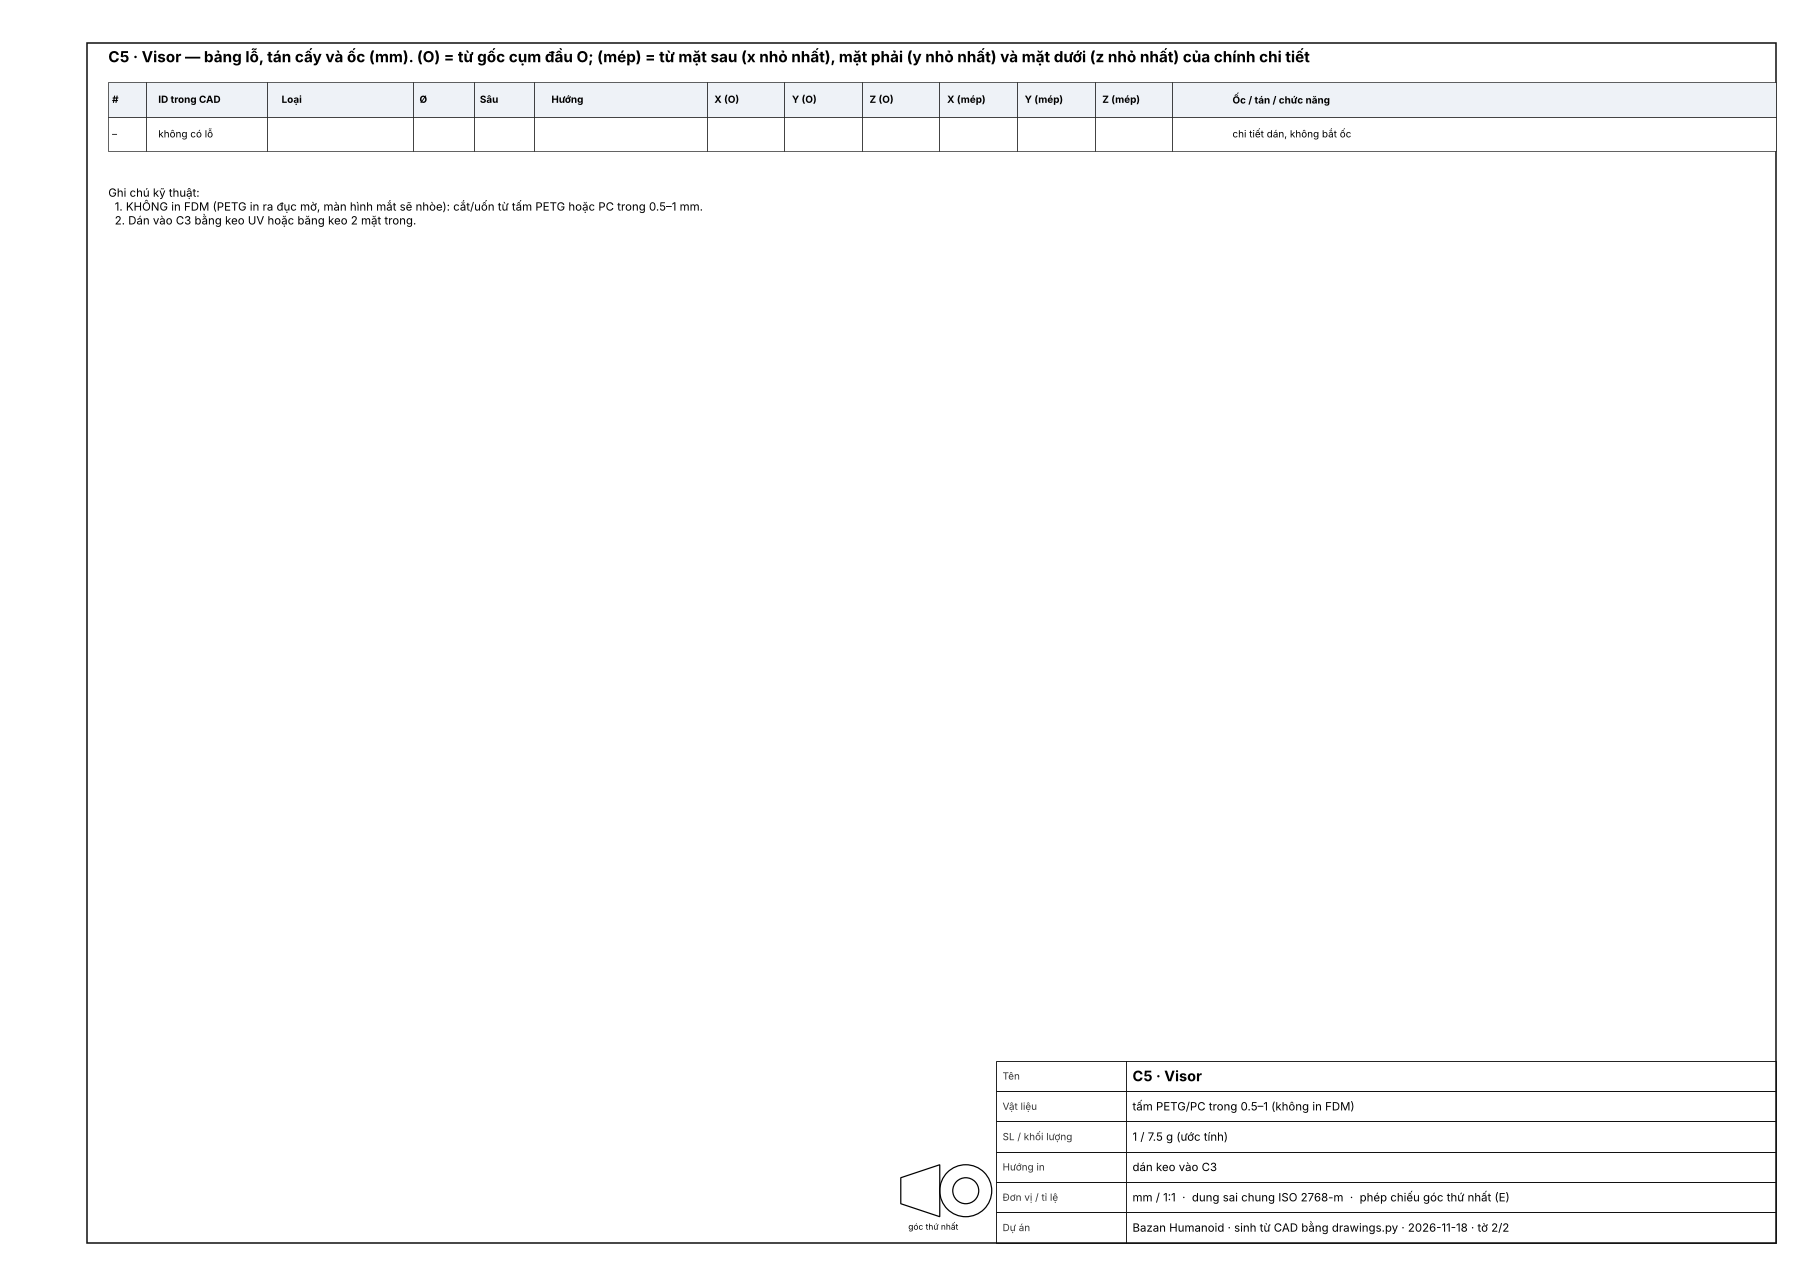 C5 · Visor — bảng lỗ, tán cấy và ốc (mm). (O) = từ gốc cụm đầu O; (mép) = từ mặt sau (x nhỏ nhất), mặt phải (y nhỏ nhất) và mặt dưới (z nhỏ nhất) của chính chi tiết
# ID trong CAD Loại Ø Sâu Hướng X (O) Y (O) Z (O) X (mép) Y (mép) Z (mép) Ốc / tán / chức năng
– không có lỗ chi tiết dán, không bắt ốc
Ghi chú kỹ thuật:
1. KHÔNG in FDM (PETG in ra đục mờ, màn hình mắt sẽ nhòe): cắt/uốn từ tấm PETG hoặc PC trong 0.5–1 mm.
2. Dán vào C3 bằng keo UV hoặc băng keo 2 mặt trong.
Tên C5 · Visor
Vật liệu tấm PETG/PC trong 0.5–1 (không in FDM)
SL / khối lượng 1 / 7.5 g (ước tính)
Hướng in dán keo vào C3
Đơn vị / tỉ lệ mm / 1:1 · dung sai chung ISO 2768-m · phép chiếu góc thứ nhất (E)
góc thứ nhất
Dự án Bazan Humanoid · sinh từ CAD bằng drawings.py · 2026-11-18 · tờ 2/2